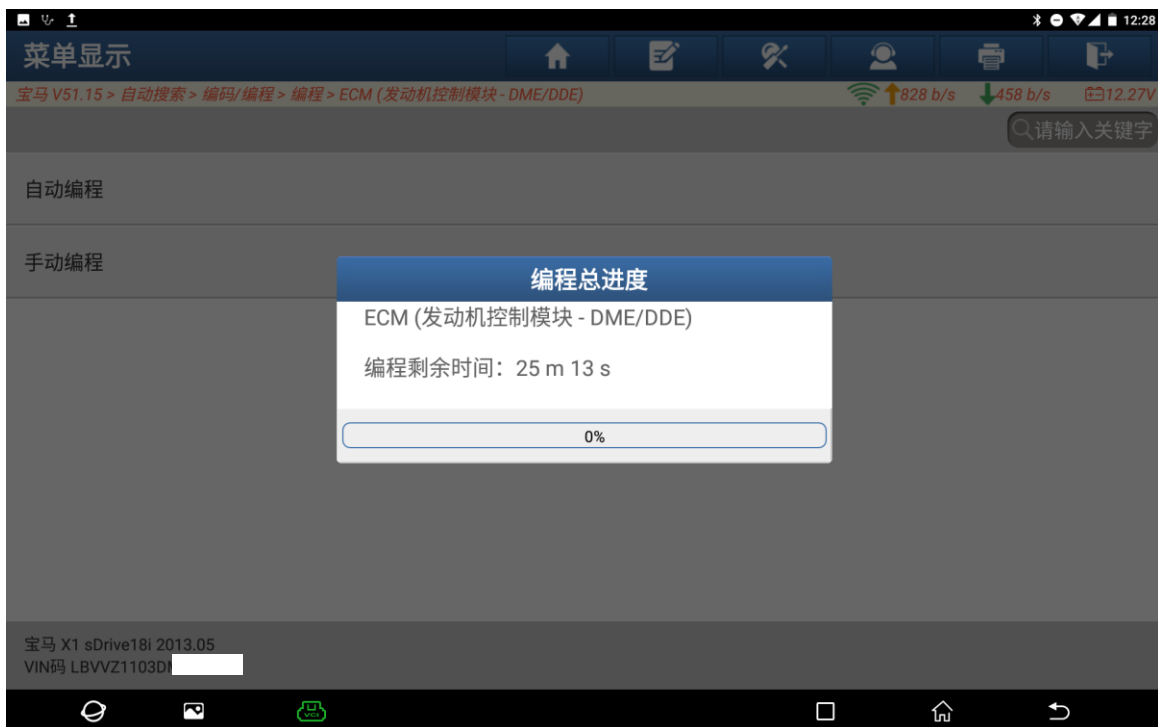 12:28
菜单显示
宝马 V51.15 > 自动搜索 > 编码/编程 > 编程 > ECM (发动机控制模块 - DME/DDE) 828 b/s 458 b/s 12.27V
请输入关键字
自动编程
手动编程
编程总进度
ECM (发动机控制模块 - DME/DDE)
编程剩余时间：25 m 13 s
0%
宝马 X1 sDrive18i 2013.05
VIN码 LBVVZ1103D
VCI